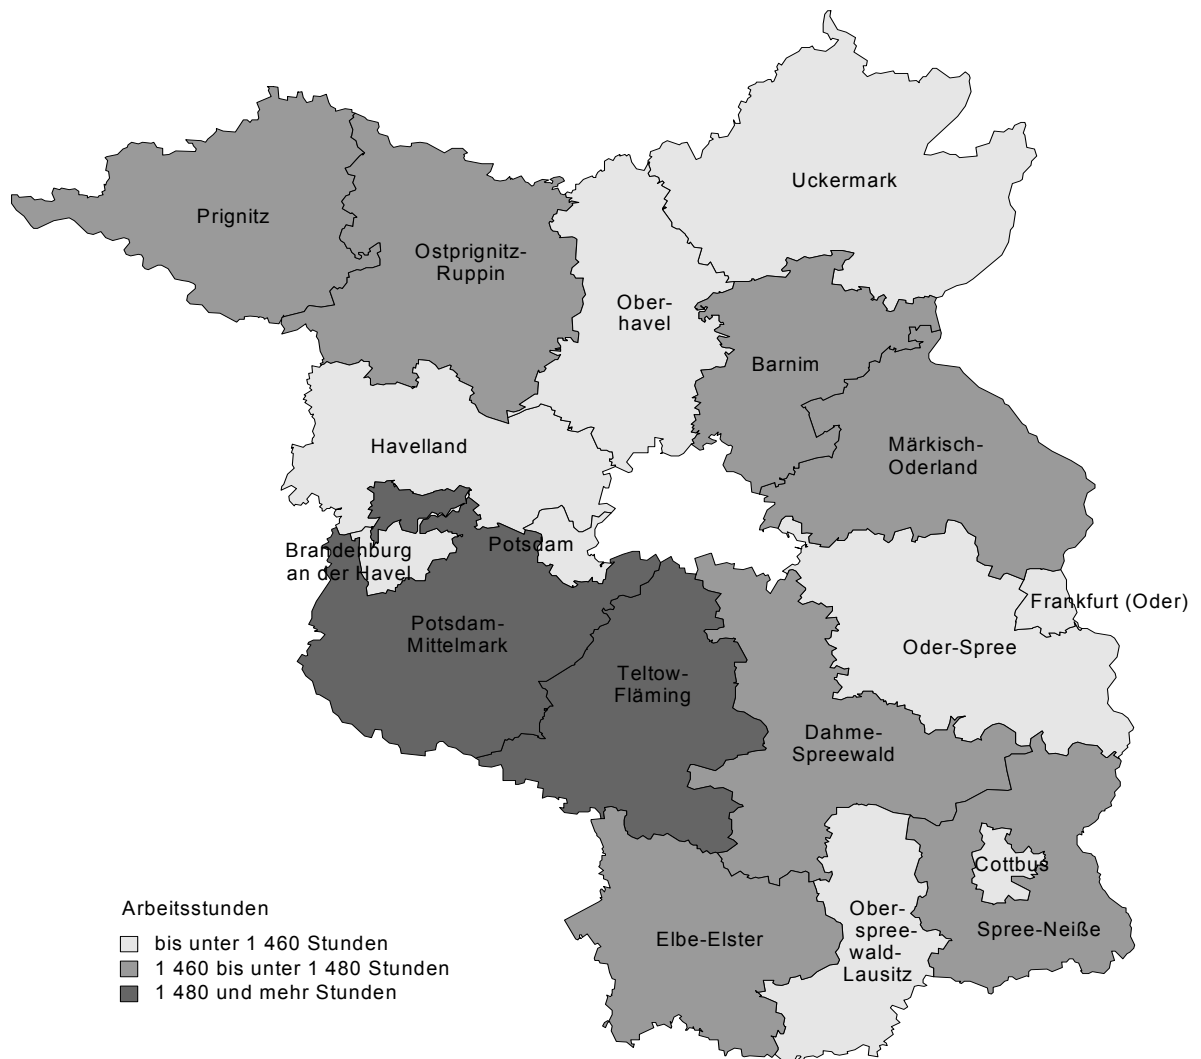 Uckermark
Prignitz
Ostprignitz-
Ruppin
Ober-
havel
Barnim
Havelland
Märkisch-
Oderland
Brandenburg
an der Havel
Potsdam
Frankfurt (Oder)
Potsdam-
Mittelmark
Oder-Spree
Teltow-
Fläming
Dahme-
Spreewald
Cottbus
Ober-
spree-
wald-
Lausitz
Spree-Neiße
Elbe-Elster
Arbeitsstunden
bis unter 1 460 Stunden
1 460 bis unter 1 480 Stunden
1 480 und mehr Stunden